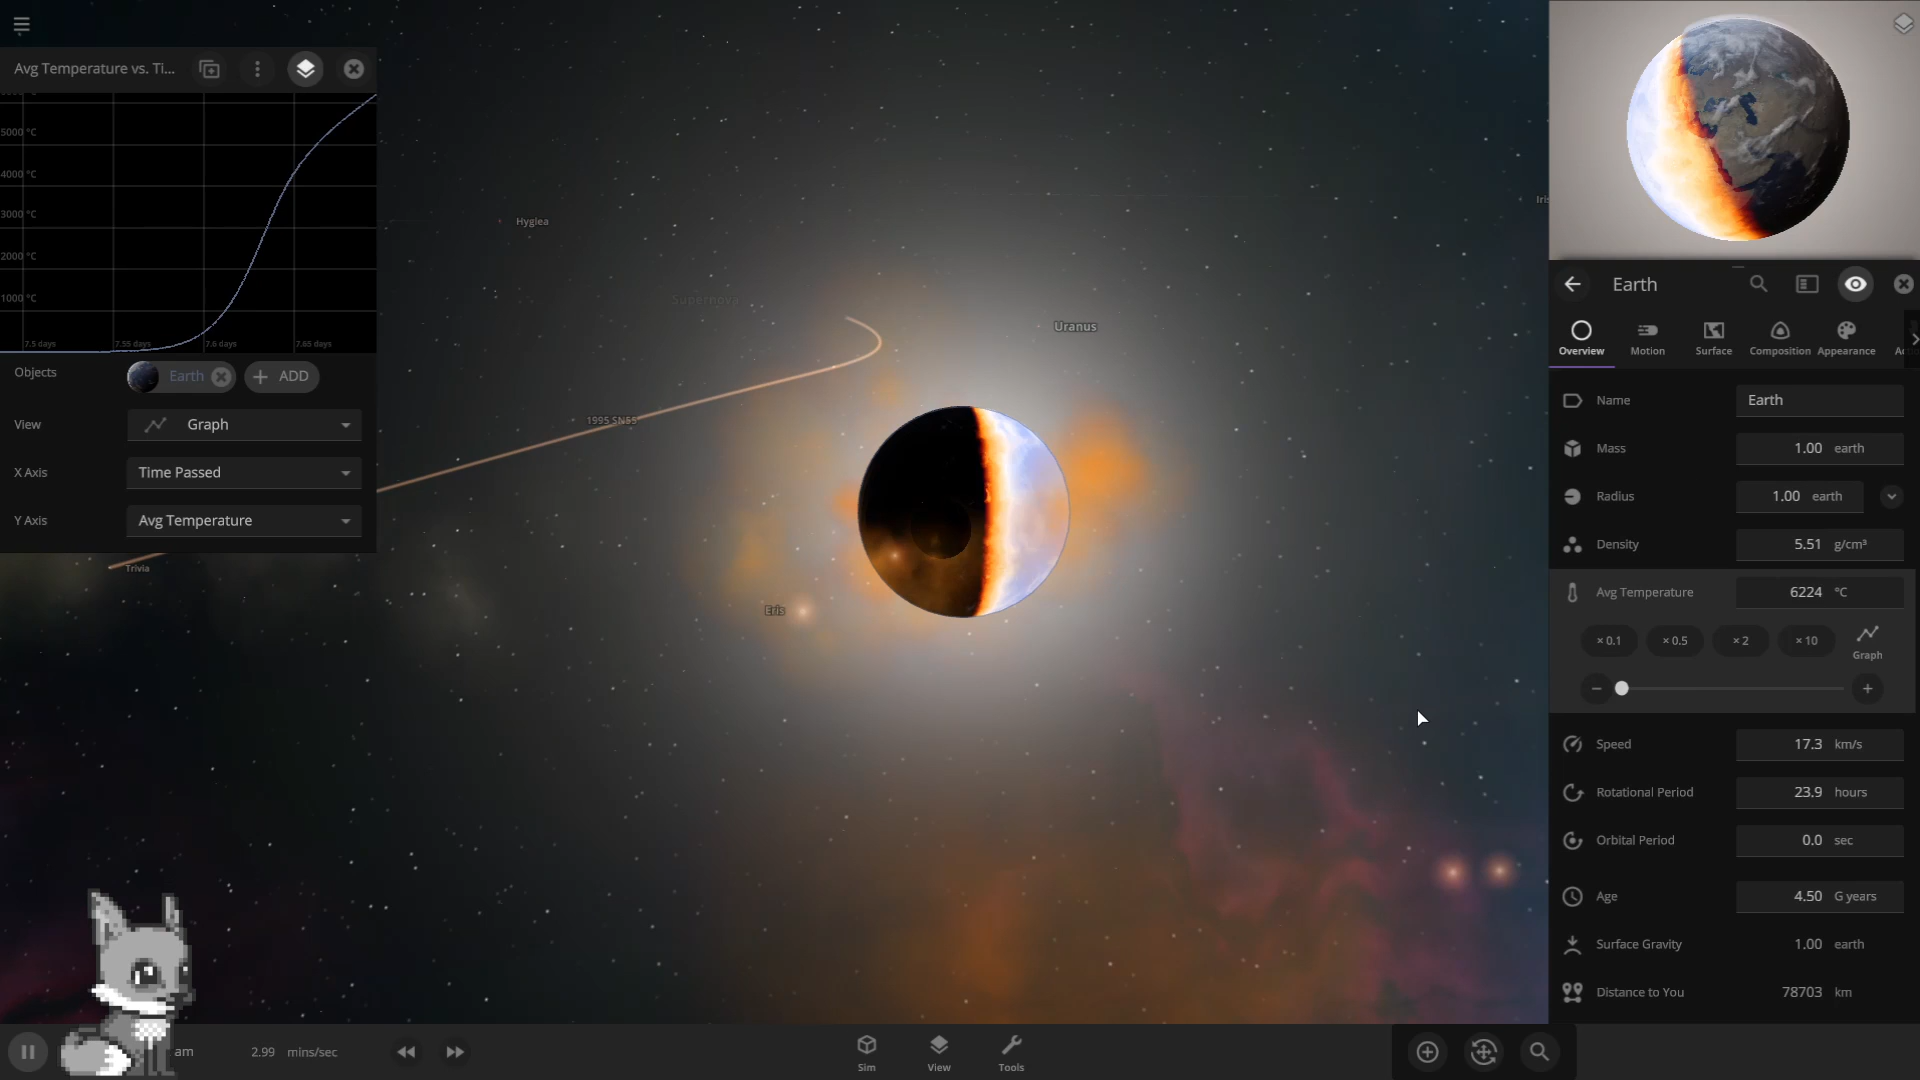 Avg Temperature vs. Ti...
5000 °C
4000 °C
3000 °C
2000 °C
1000 °C
7.5 days
7.55 days
7.6 days
7.65 days
Objects
Earth
ADD
View
Graph
X Axis
Time Passed
Y Axis
Avg Temperature
Trivia
Hygiea
Supernova
Uranus
1995 SN55
Eris
Iris
Earth
Overview
Motion
Surface
Composition
Appearance
Name
Earth
Mass
1.00 earth
Radius
1.00 earth
Density
5.51 g/cm³
Avg Temperature
6224 °C
× 0.1
× 0.5
× 2
× 10
Graph
Speed
17.3 km/s
Rotational Period
23.9 hours
Orbital Period
0.0 sec
Age
4.50 G years
Surface Gravity
1.00 earth
Distance to You
78703 km
am
2.99 mins/sec
Sim
View
Tools